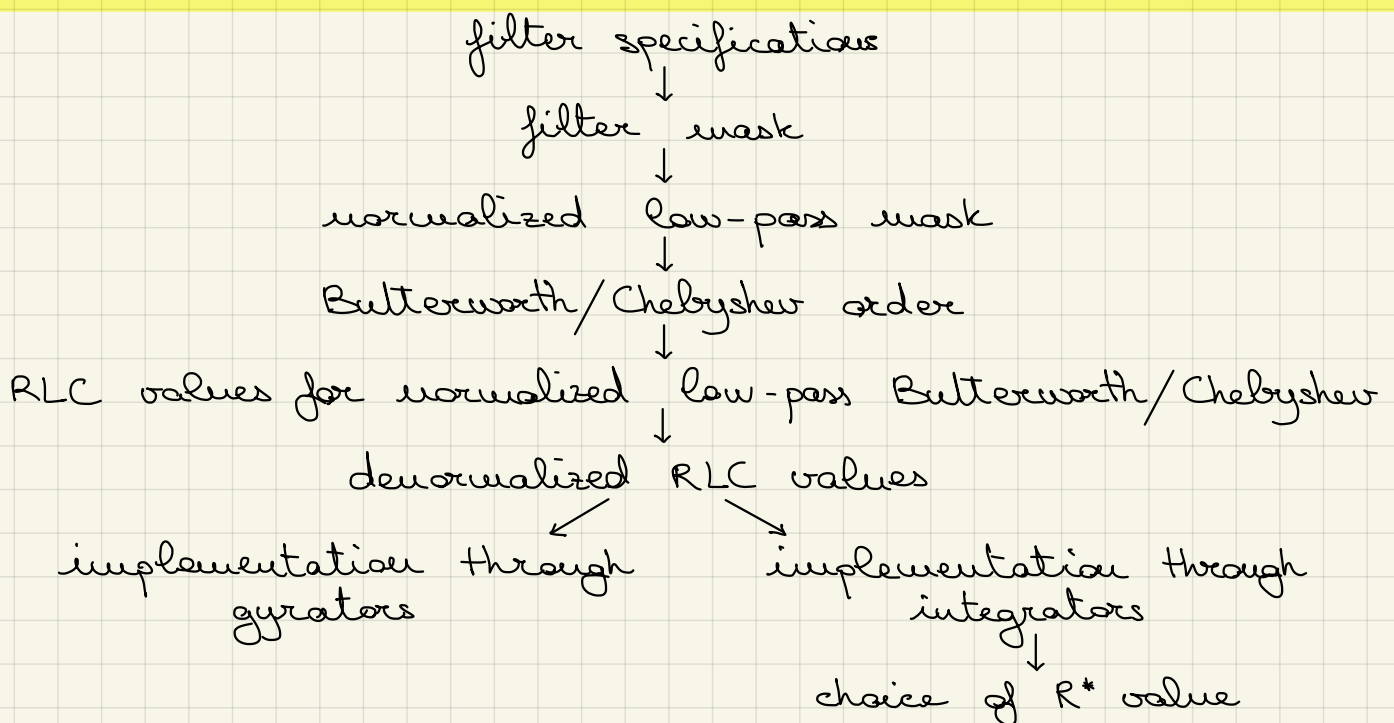 filter specifications
filter mask
normalized low-pass mask
Butterworth/Chebyshev order
RLC values for normalized low-pass Butterworth/Chebyshev
denormalized RLC values
implementation through implementation through
gyrators integrators
choice of R* value